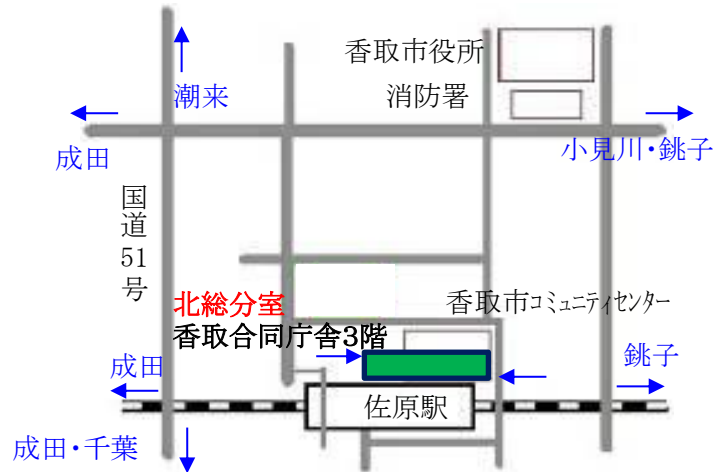 香取市役所
消防署
潮来
成田
小見川・銚子
国道51号
北総分室
香取合同庁舎3階
香取市コミュニティセンター
成田
銚子
佐原駅
成田・千葉